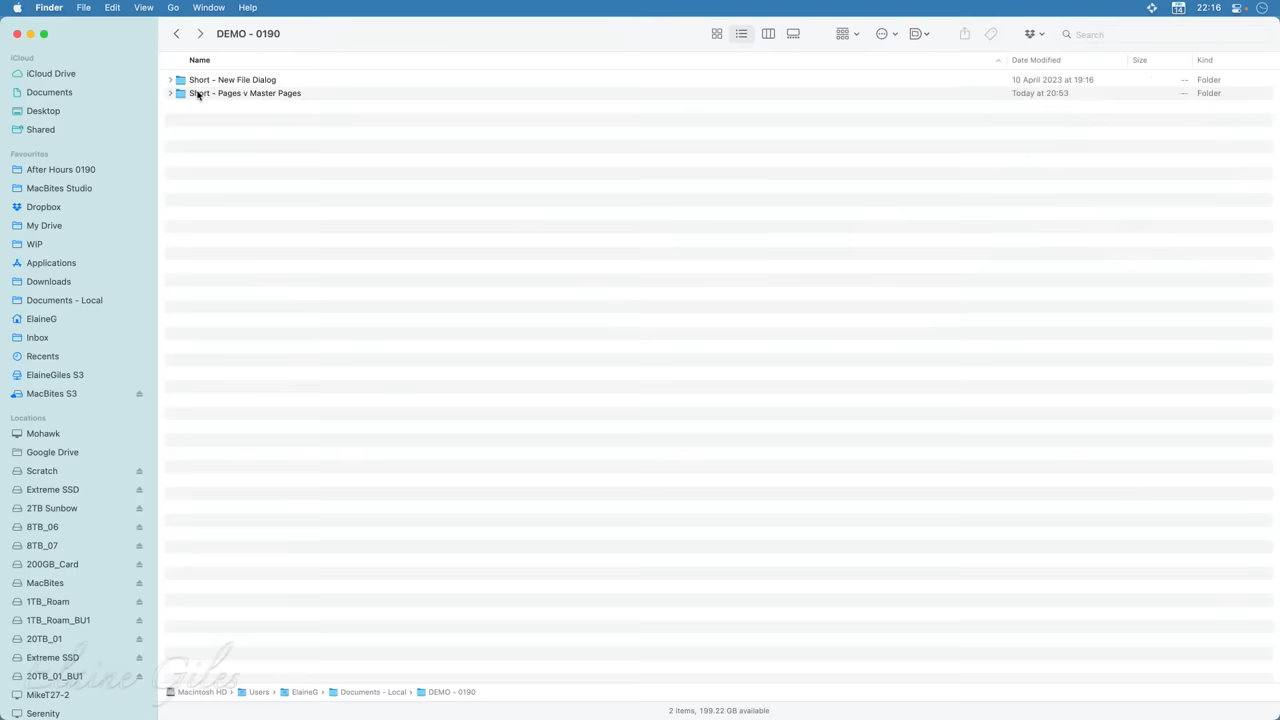 Finder File Edit View Go Window Help 14 22:16
DEMO - 0190
Search
iCloud
iCloud Drive
Documents
Desktop
Shared
Favourites
After Hours 0190
MacBites Studio
Dropbox
My Drive
WIP
Applications
Downloads
Documents - Local
ElaineG
Inbox
Recents
ElaineGiles S3
MacBites S3
Locations
Mohawk
Google Drive
Scratch
Extreme SSD
2TB Sunbow
8TB_06
8TB_07
200GB_Card
MacBites
1TB_Roam
1TB_Roam_BU1
20TB_01
Extreme SSD
20TB_01_BU1
MikeT27-2
Serenity
Elaine Giles
Name Date Modified Size Kind
Short - New File Dialog 10 April 2023 at 19:16 -- Folder
Short - Pages v Master Pages Today at 20:53 -- Folder
Macintosh HD › Users › ElaineG › Documents - Local › DEMO - 0190
2 items, 199.22 GB available